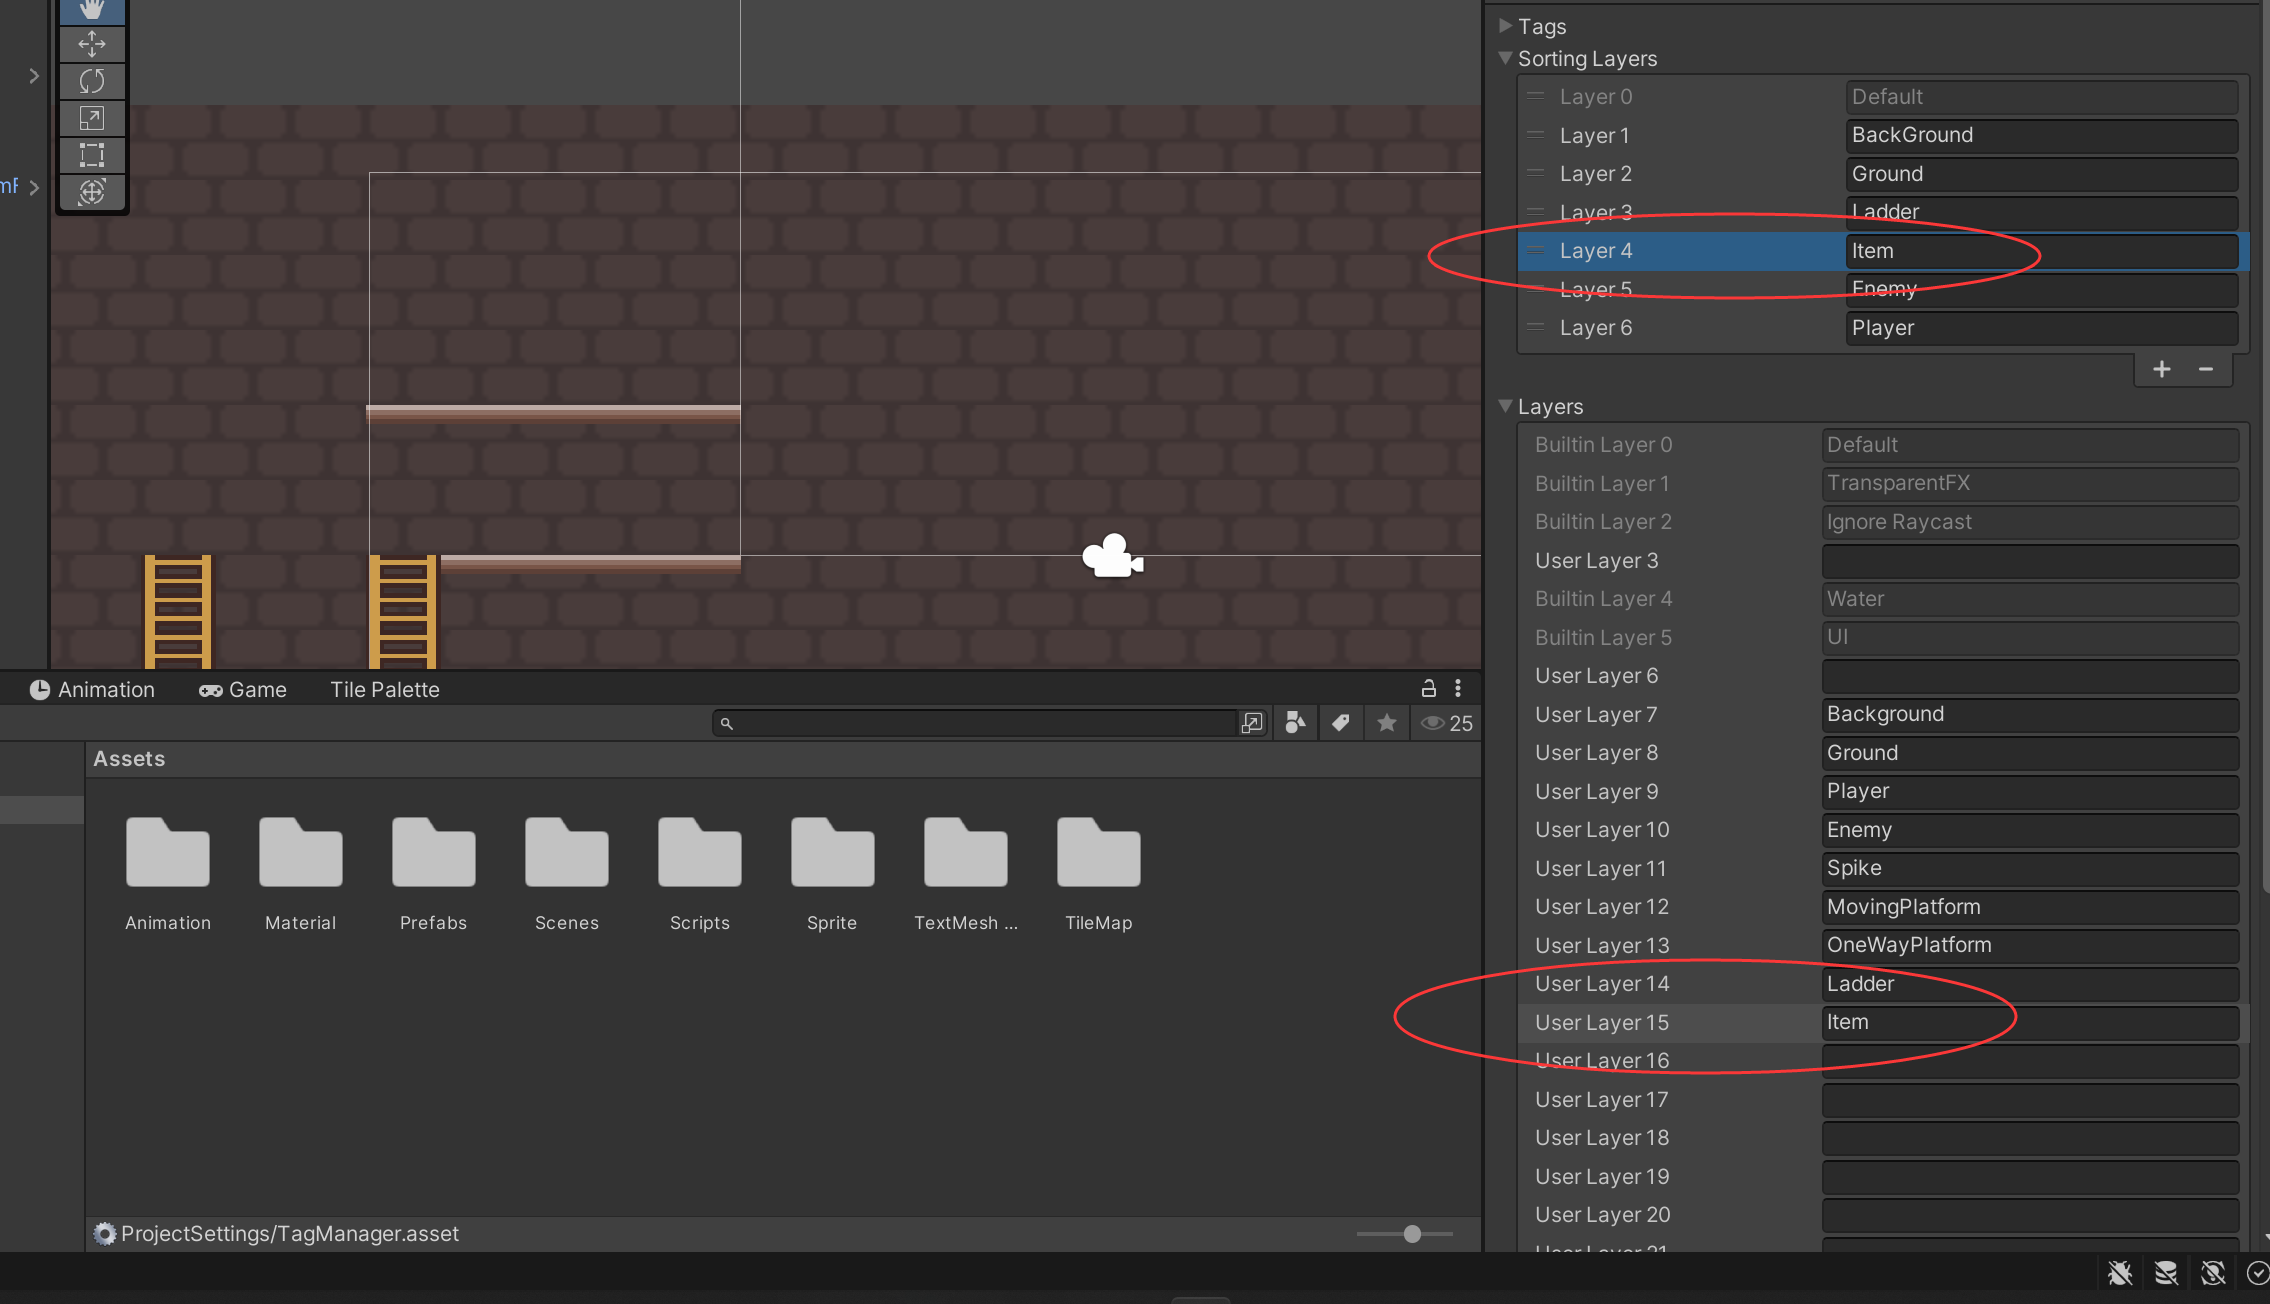 Tags
Sorting Layers
Layer 0 Default
Layer 1 BackGround
Layer 2 Ground
Layer 3 Ladder
Layer 4 Item
Layer 5 Enemy
Layer 6 Player
Layers
Builtin Layer 0 Default
Builtin Layer 1 TransparentFX
Builtin Layer 2 Ignore Raycast
User Layer 3
Builtin Layer 4 Water
Builtin Layer 5 UI
User Layer 6
User Layer 7 Background
User Layer 8 Ground
User Layer 9 Player
User Layer 10 Enemy
User Layer 11 Spike
User Layer 12 MovingPlatform
User Layer 13 OneWayPlatform
User Layer 14 Ladder
User Layer 15 Item
User Layer 16
User Layer 17
User Layer 18
User Layer 19
User Layer 20
User Layer 21
Animation Game Tile Palette
25
Assets
Animation Material Prefabs Scenes Scripts Sprite TextMesh ... TileMap
ProjectSettings/TagManager.asset